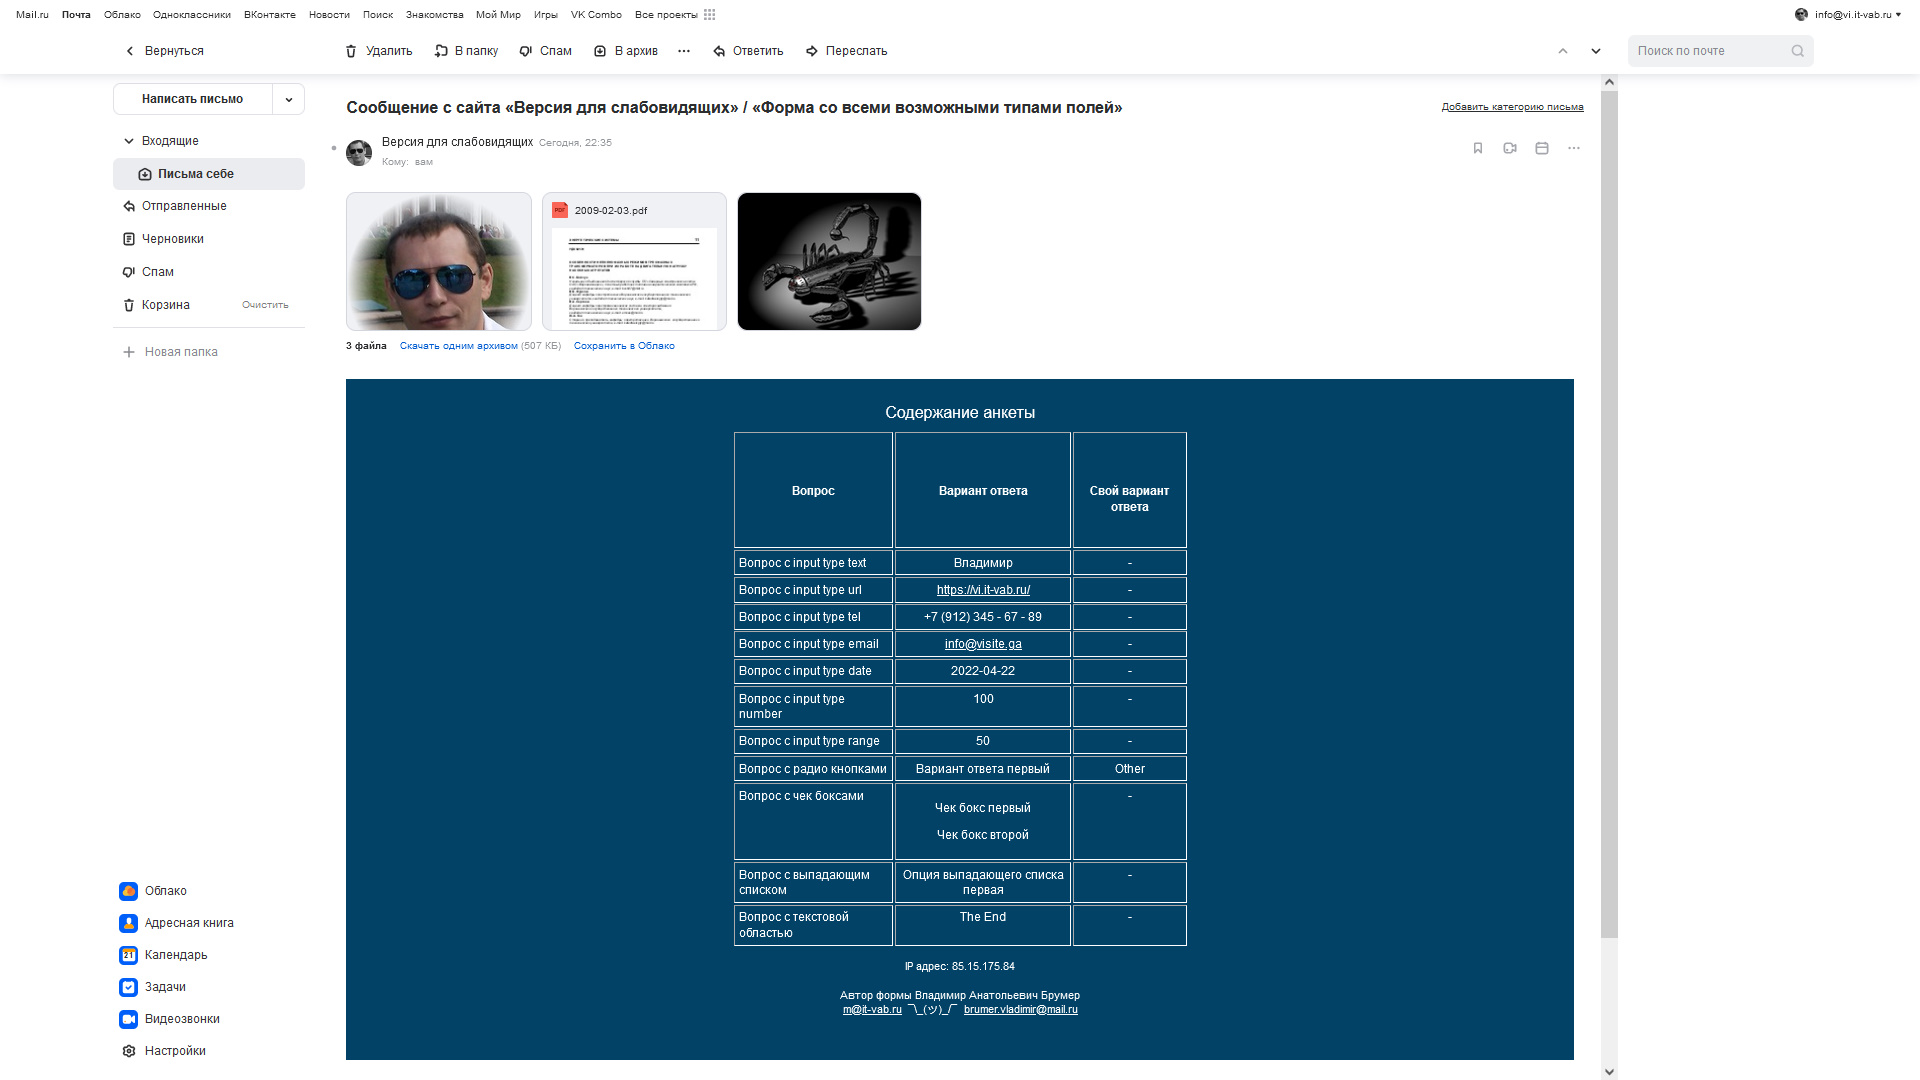 Mail.ru Почта Облако Одноклассники ВКонтакте Новости Поиск Знакомства Мой Мир Игры VK Combo Все проекты info@vi.it-vab.ru
Вернуться Удалить В папку Спам В архив Ответить Переслать Поиск по почте
Написать письмо
Входящие
Письма себе
Отправленные
Черновики
Спам
Корзина Очистить
Новая папка
Облако
Адресная книга
Календарь
Задачи
Видеозвонки
Настройки
Сообщение с сайта «Версия для слабовидящих» / «Форма со всеми возможными типами полей» Добавить категорию письма
Версия для слабовидящих Сегодня, 22:35
Кому: вам
PDF 2009-02-03.pdf
3 файла Скачать одним архивом (507 КБ) Сохранить в Облако
Содержание анкеты
Вопрос Вариант ответа Свой вариант
ответа
Вопрос с input type text Владимир -
Вопрос с input type url https://vi.it-vab.ru/ -
Вопрос с input type tel +7 (912) 345 - 67 - 89 -
Вопрос с input type email info@visite.ga -
Вопрос с input type date 2022-04-22 -
Вопрос с input type 100 -
number
Вопрос с input type range 50 -
Вопрос с радио кнопками Вариант ответа первый Other
Вопрос с чек боксами -
Чек бокс первый
Чек бокс второй
Вопрос с выпадающим Опция выпадающего списка -
списком первая
Вопрос с текстовой The End -
областью
IP адрес: 85.15.175.84
Автор формы Владимир Анатольевич Брумер
m@it-vab.ru ¯\_(ツ)_/¯ brumer.vladimir@mail.ru